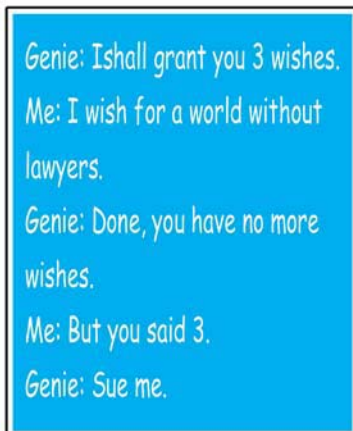 Genie: Ishall grant you 3 wishes.
Me: I wish for a world without
lawyers.
Genie: Done, you have no more
wishes.
Me: But you said 3.
Genie: Sue me.